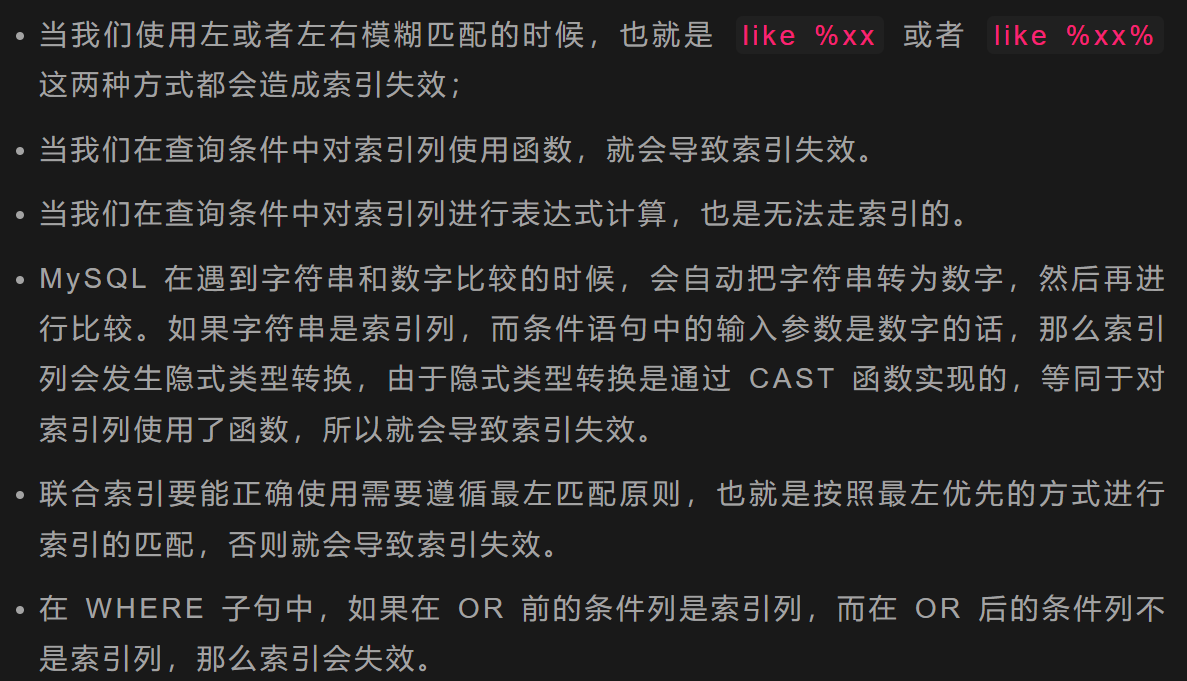 • 当我们使用左或者左右模糊匹配的时候，也就是 like %xx 或者 like %xx%
这两种方式都会造成索引失效；
• 当我们在查询条件中对索引列使用函数，就会导致索引失效。
• 当我们在查询条件中对索引列进行表达式计算，也是无法走索引的。
• MySQL 在遇到字符串和数字比较的时候，会自动把字符串转为数字，然后再进
行比较。如果字符串是索引列，而条件语句中的输入参数是数字的话，那么索引
列会发生隐式类型转换，由于隐式类型转换是通过 CAST 函数实现的，等同于对
索引列使用了函数，所以就会导致索引失效。
• 联合索引要能正确使用需要遵循最左匹配原则，也就是按照最左优先的方式进行
索引的匹配，否则就会导致索引失效。
• 在 WHERE 子句中，如果在 OR 前的条件列是索引列，而在 OR 后的条件列不
是索引列，那么索引会失效。